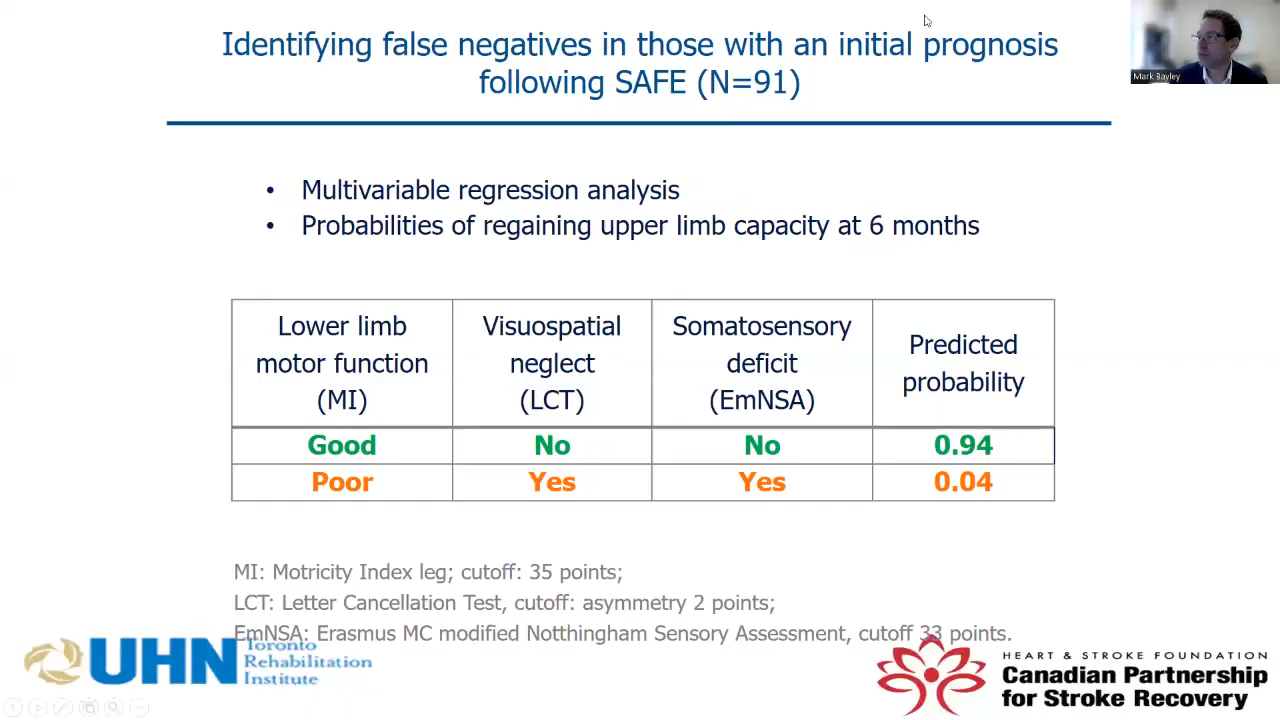 Identifying false negatives in those with an initial prognosis
following SAFE (N=91)
Mark Bayley
• Multivariable regression analysis
• Probabilities of regaining upper limb capacity at 6 months
Lower limb
motor function
(MI)
Visuospatial
neglect
(LCT)
Somatosensory
deficit
(EmNSA)
Predicted
probability
Good No No 0.94
Poor Yes Yes 0.04
MI: Motricity Index leg; cutoff: 35 points;
LCT: Letter Cancellation Test, cutoff: asymmetry 2 points;
EmNSA: Erasmus MC modified Notthingham Sensory Assessment, cutoff 33 points.
UHN
Toronto
Rehabilitation
Institute
HEART & STROKE FOUNDATION
Canadian Partnership
for Stroke Recovery